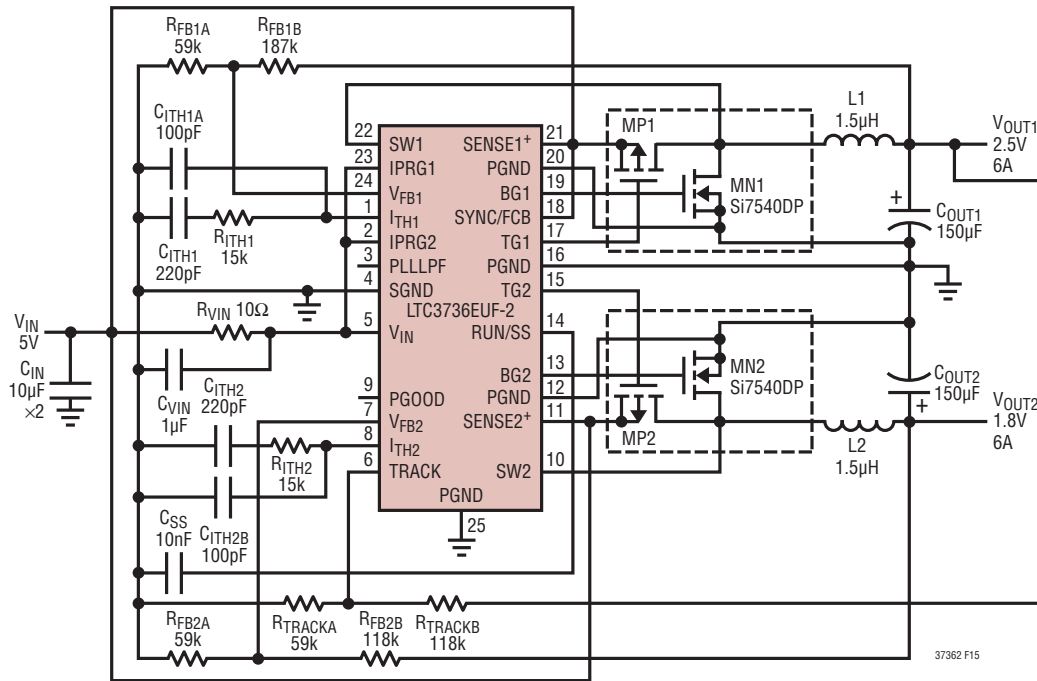 RFB1A
59k
RFB1B
187k
CITH1A
100pF
CITH1
220pF
RITH1
15k
RVIN 10Ω
VIN
5V
CIN
10µF
×2
CVIN
1µF
CITH2
220pF
RITH2
15k
CITH2B
100pF
CSS
10nF
RFB2A
59k
RTRACKA
59k
RFB2B
118k
RTRACKB
118k
22 SW1
23 IPRG1
24 VFB1
1 ITH1
2 IPRG2
3 PLLLPF
4 SGND
LTC3736EUF-2
5 VIN
9 PGOOD
7 VFB2
8 ITH2
6 TRACK
PGND
25
SENSE1+ 21
PGND 20
BG1 19
SYNC/FCB 18
TG1 17
PGND 16
TG2 15
RUN/SS 14
BG2 13
PGND 12
SENSE2+ 11
SW2 10
MP1
MN1
Si7540DP
L1
1.5µH
VOUT1
2.5V
6A
+
COUT1
150µF
MN2
Si7540DP
MP2
L2
1.5µH
COUT2
150µF
+
VOUT2
1.8V
6A
37362 F15